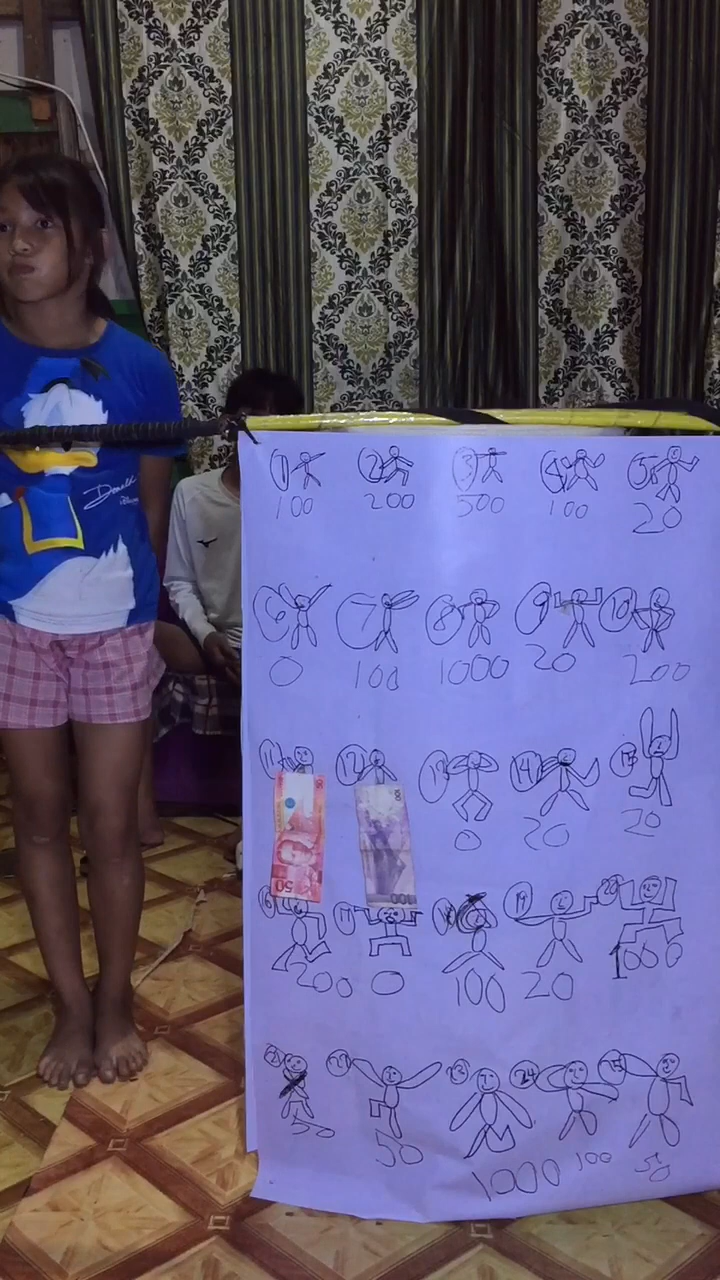 Donald
Disney
1 2 3 4 5
100 200 500 100 20
6 7 8 9 10
0 100 1000 20 200
11 12 13 14 15
50 100 0 20 20
16 17 18 19 20
200 0 100 20 1000
21 22 23 24 25
50 50 1000 100 50